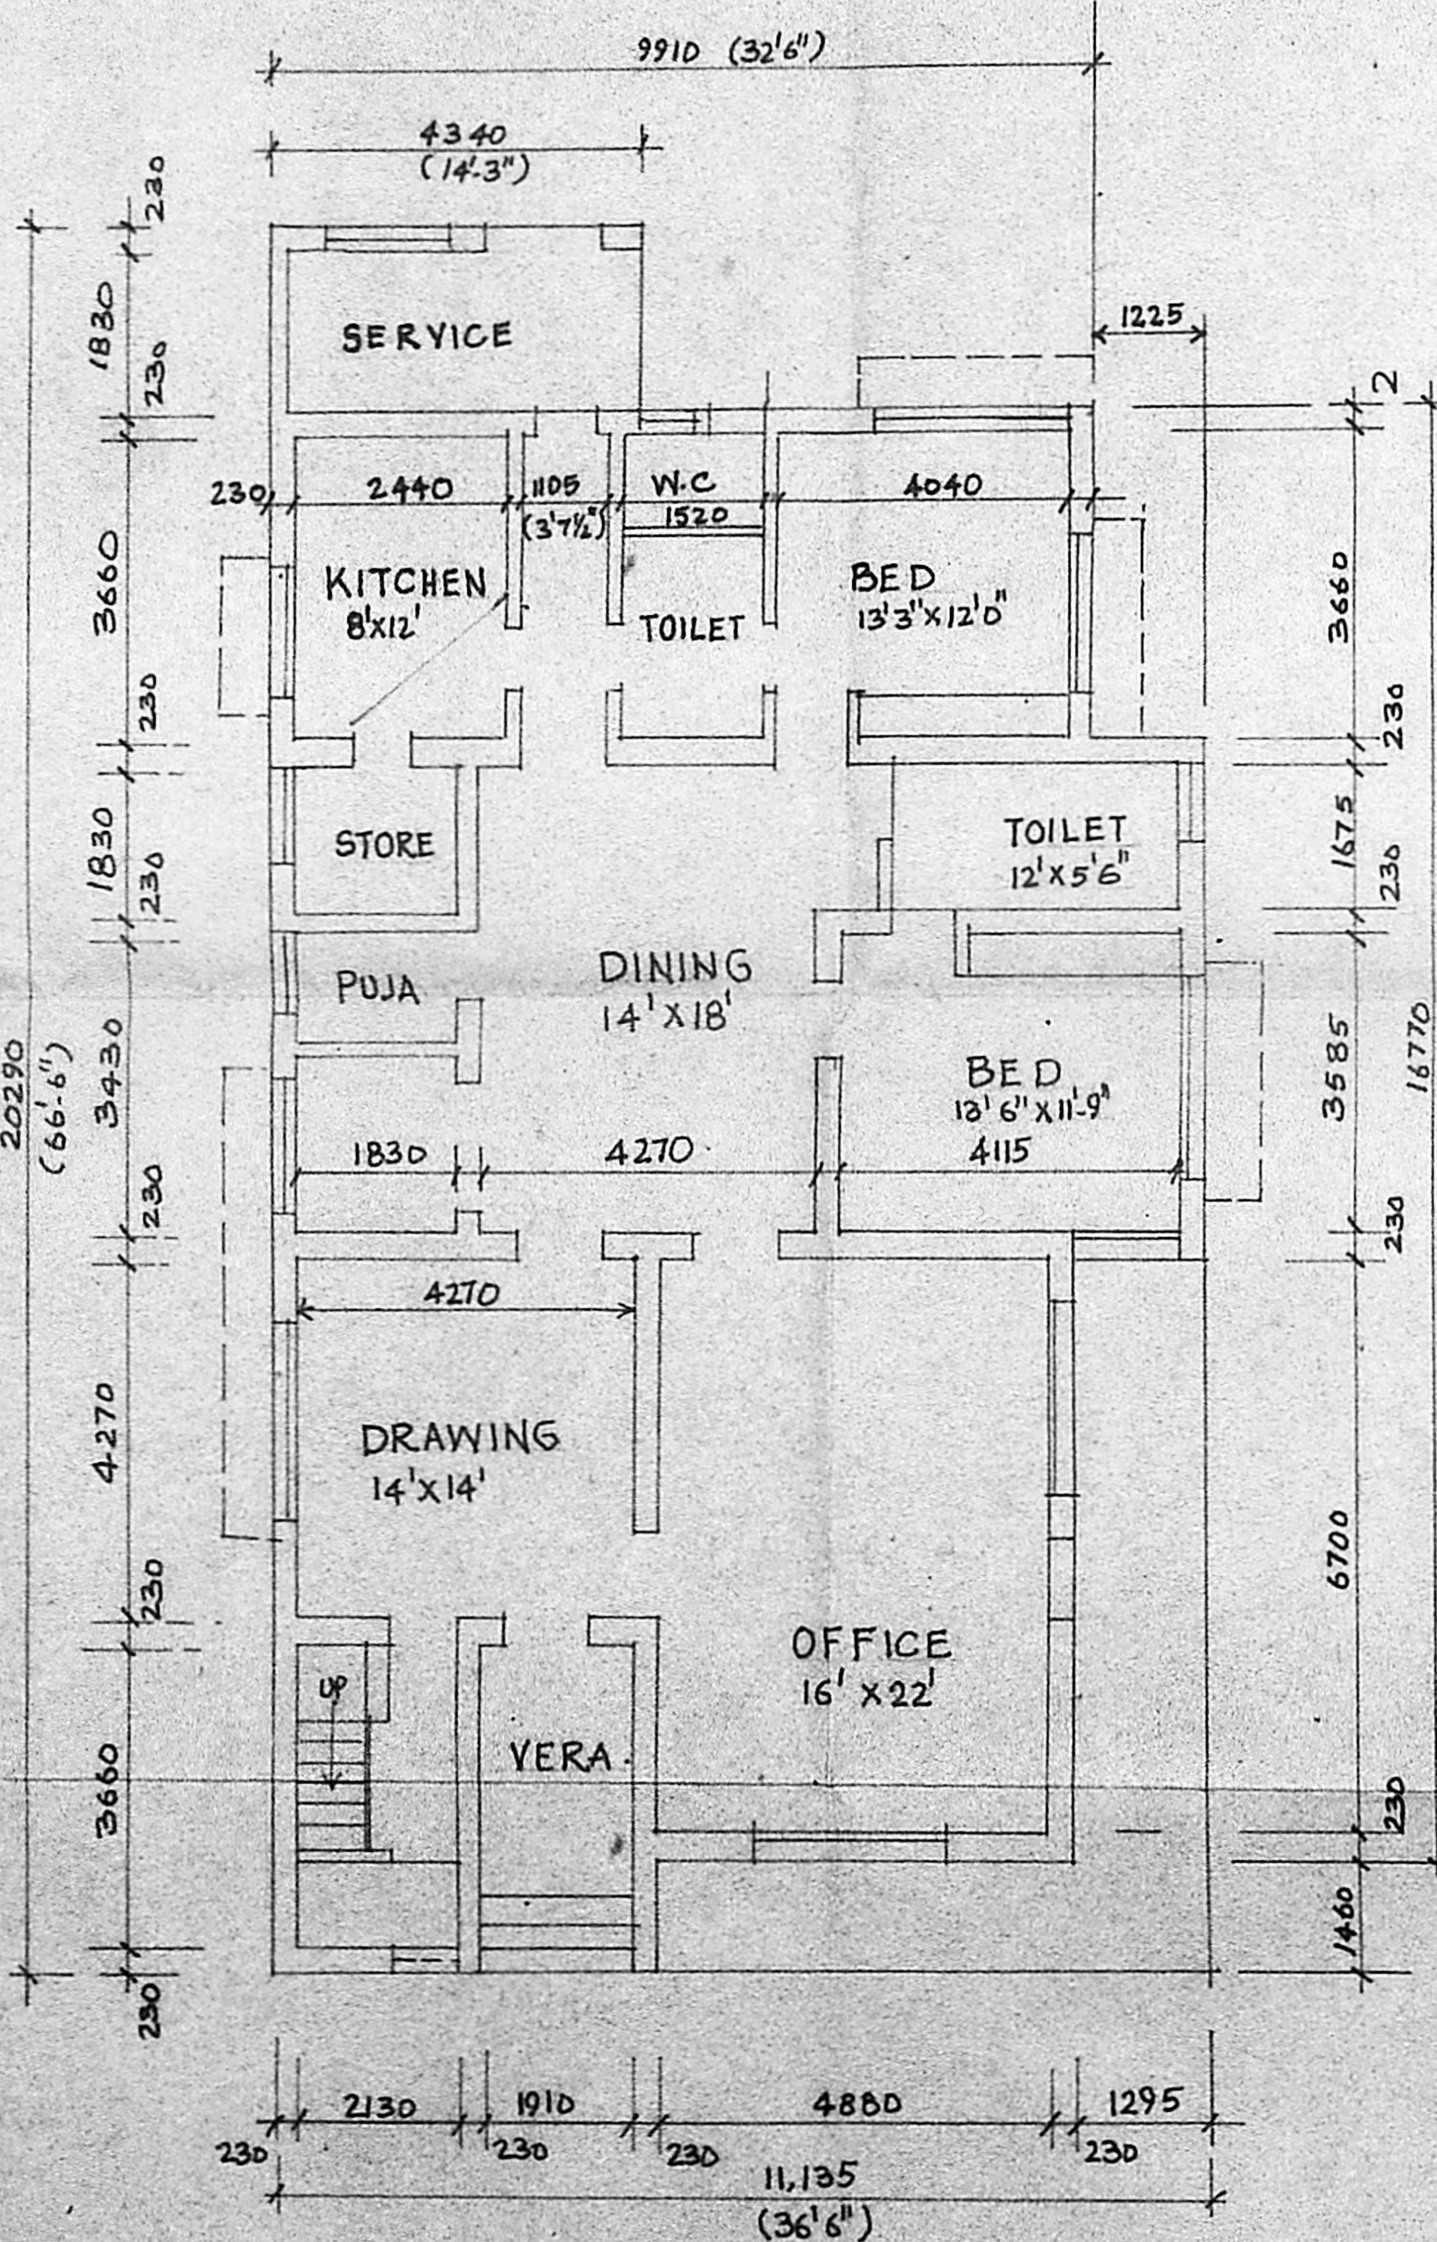 9910 (32'6")
4340
(14'-3")
230
1830
230
SERVICE
1225
2
230
2440
1105
(3'7½")
W.C
1520
4040
3660
KITCHEN
8'X12'
TOILET
BED
13'3"X12'0"
3660
230
230
1830
STORE
TOILET
12'X5'6"
1675
230
230
PUJA
DINING
14'X18'
20290
(66'-6")
3430
BED
13'6"X11'-9"
4115
3585
16770
1830
4270
230
230
4270
4270
DRAWING
14'X14'
6700
230
OFFICE
16'X22'
UP
VERA.
3660
230
1460
230
2130
1910
4880
1295
230
230
230
230
11,135
(36'6")